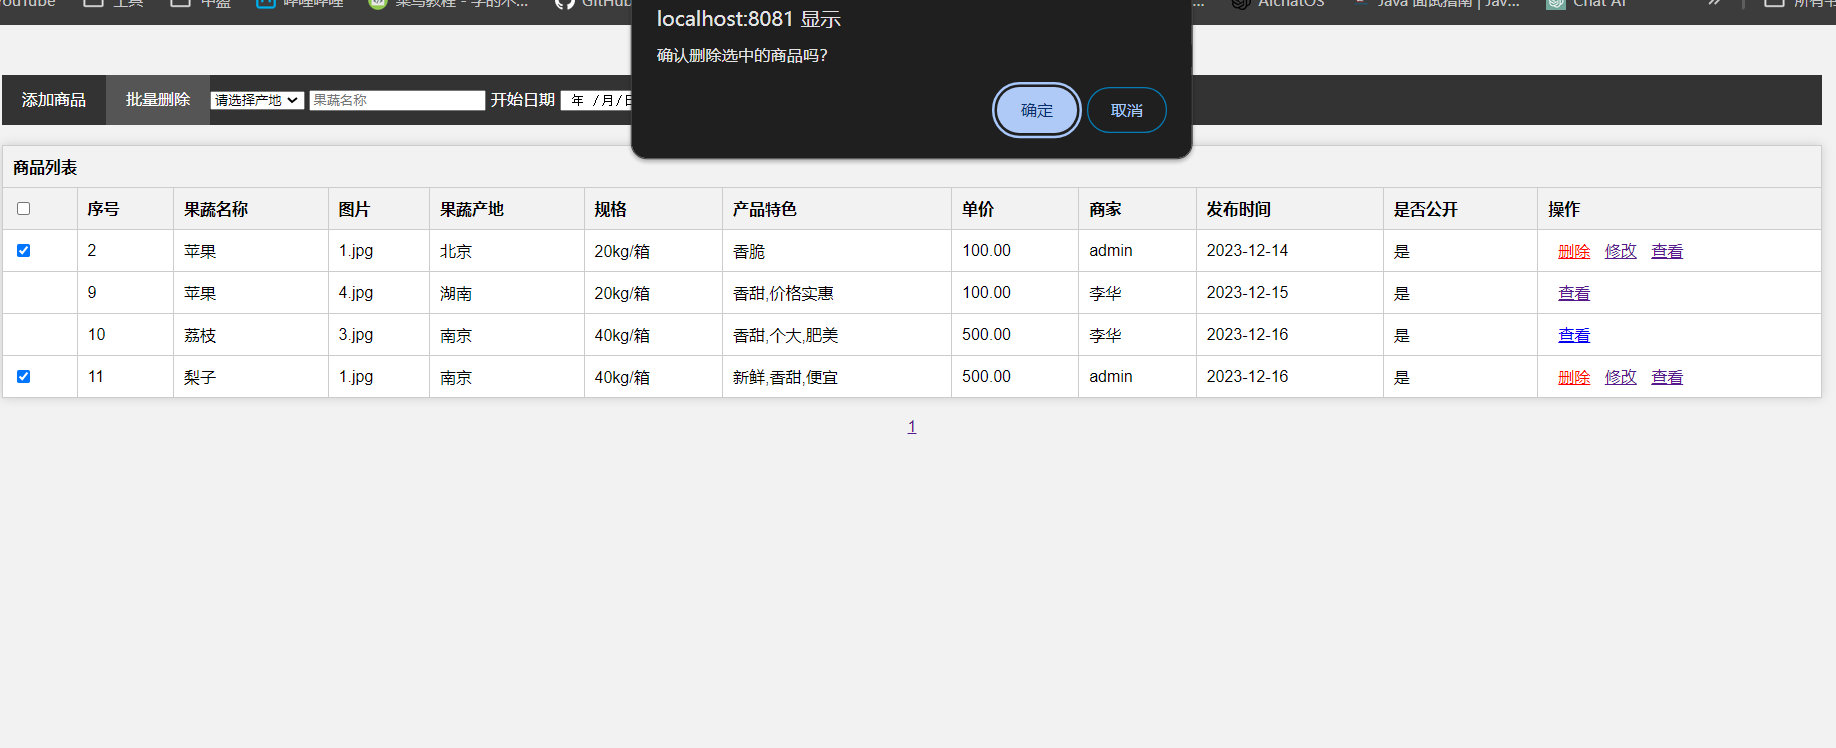 YouTube 工具 哔哩哔哩 菜鸟教程 - 学的不... GitHub ... AIchatOS Java 面试指南 | Jav... Chat AI » 所有书
localhost:8081 显示
确认删除选中的商品吗?
确定 取消
添加商品 批量删除 请选择产地 果蔬名称 开始日期 年 /月/日
商品列表
序号 果蔬名称 图片 果蔬产地 规格 产品特色 单价 商家 发布时间 是否公开 操作
2 苹果 1.jpg 北京 20kg/箱 香脆 100.00 admin 2023-12-14 是 删除 修改 查看
9 苹果 4.jpg 湖南 20kg/箱 香甜,价格实惠 100.00 李华 2023-12-15 是 查看
10 荔枝 3.jpg 南京 40kg/箱 香甜,个大,肥美 500.00 李华 2023-12-16 是 查看
11 梨子 1.jpg 南京 40kg/箱 新鲜,香甜,便宜 500.00 admin 2023-12-16 是 删除 修改 查看
1